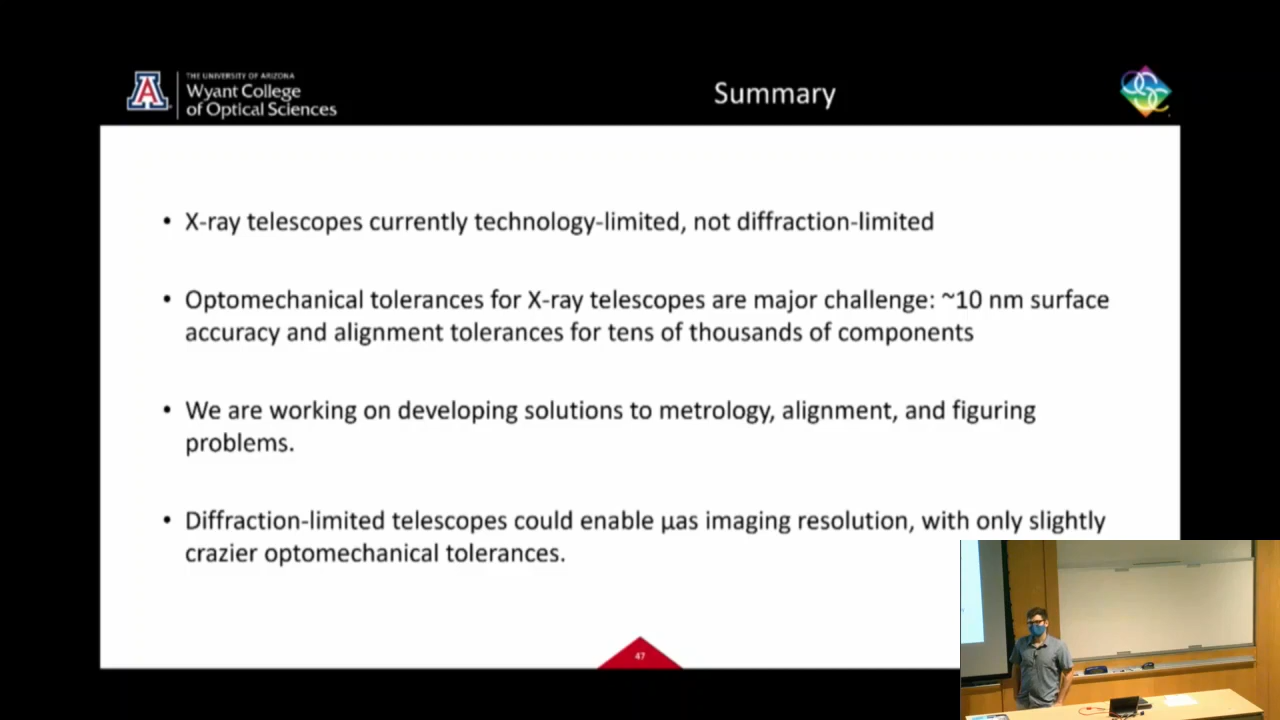 THE UNIVERSITY OF ARIZONA
Wyant College
of Optical Sciences
Summary
• X-ray telescopes currently technology-limited, not diffraction-limited
• Optomechanical tolerances for X-ray telescopes are major challenge: ~10 nm surface
accuracy and alignment tolerances for tens of thousands of components
• We are working on developing solutions to metrology, alignment, and figuring
problems.
• Diffraction-limited telescopes could enable µas imaging resolution, with only slightly
crazier optomechanical tolerances.
47